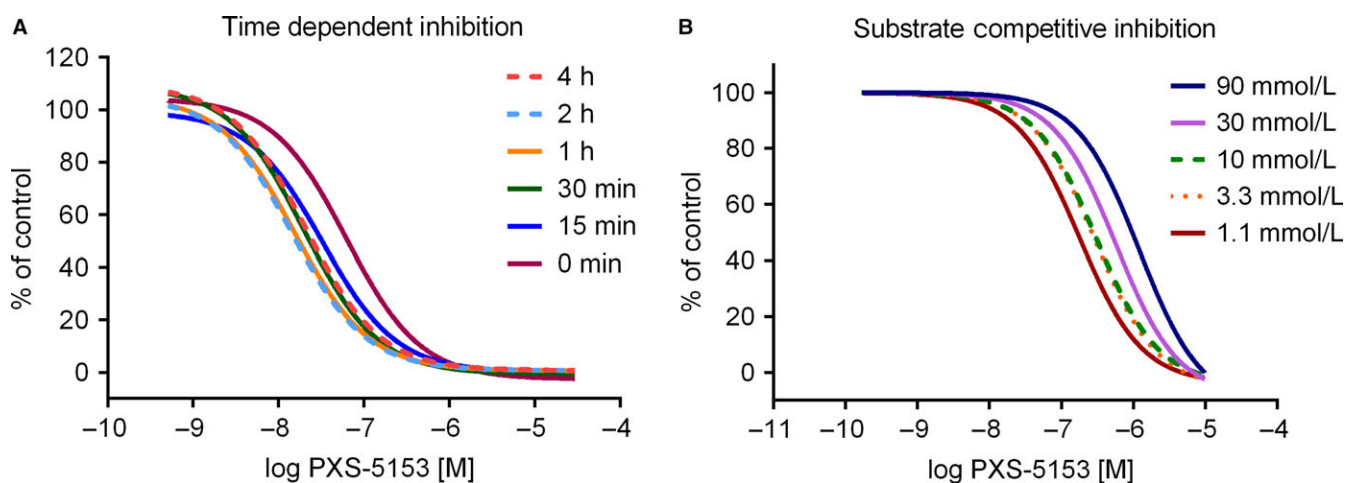 A
Time dependent inhibition
120
100
80
60
40
20
0
% of control
4 h
2 h
1 h
30 min
15 min
0 min
–10
–9
–8
–7
–6
–5
–4
log PXS-5153 [M]
B
Substrate competitive inhibition
100
80
60
40
20
0
% of control
90 mmol/L
30 mmol/L
10 mmol/L
3.3 mmol/L
1.1 mmol/L
–11
–10
–9
–8
–7
–6
–5
–4
log PXS-5153 [M]